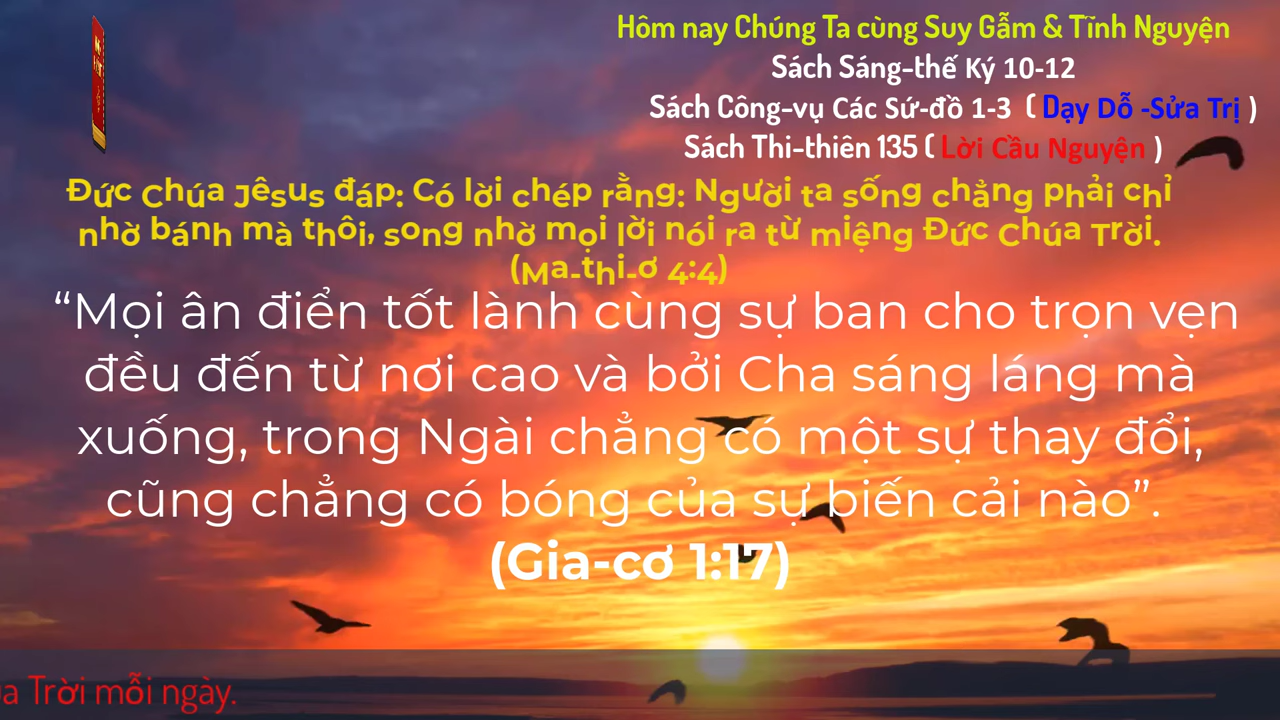 Hôm nay Chúng Ta cùng Suy Gẫm & Tĩnh Nguyện
Sách Sáng-thế Ký 10-12
Sách Công-vụ Các Sứ-đồ 1-3 ( Dạy Dỗ -Sửa Trị )
Sách Thi-thiên 135 ( Lời Cầu Nguyện )
Đức Chúa Jêsus đáp: Có lời chép rằng: Người ta sống chẳng phải chỉ
nhờ bánh mà thôi, song nhờ mọi lời nói ra từ miệng Đức Chúa Trời.
(Ma-thi-ơ 4:4)
“Mọi ân điển tốt lành cùng sự ban cho trọn vẹn
đều đến từ nơi cao và bởi Cha sáng láng mà
xuống, trong Ngài chẳng có một sự thay đổi,
cũng chẳng có bóng của sự biến cải nào”.
(Gia-cơ 1:17)
Trời mỗi ngày.